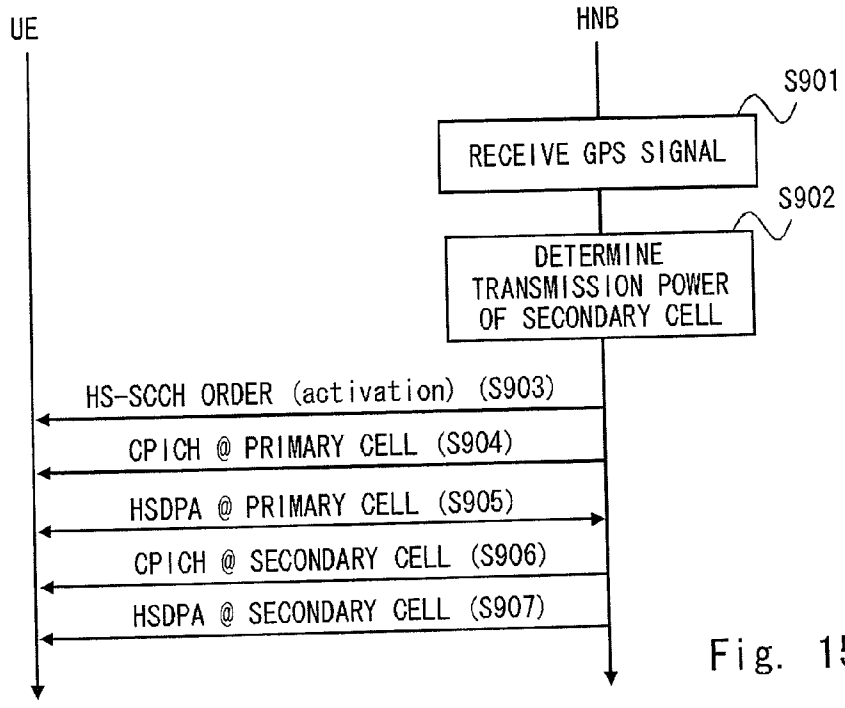 UE
HNB
S901
RECEIVE GPS SIGNAL
S902
DETERMINE
TRANSMISSION POWER
OF SECONDARY CELL
HS-SCCH ORDER (activation) (S903)
CPICH @ PRIMARY CELL (S904)
HSDPA @ PRIMARY CELL (S905)
CPICH @ SECONDARY CELL (S906)
HSDPA @ SECONDARY CELL (S907)
Fig. 15